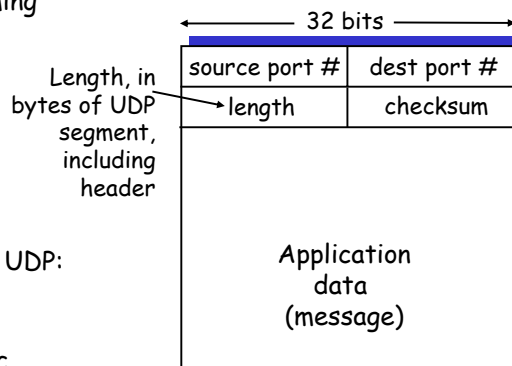 32 bits
source port # dest port #
length checksum
Length, in
bytes of UDP
segment,
including
header
UDP:
Application
data
(message)